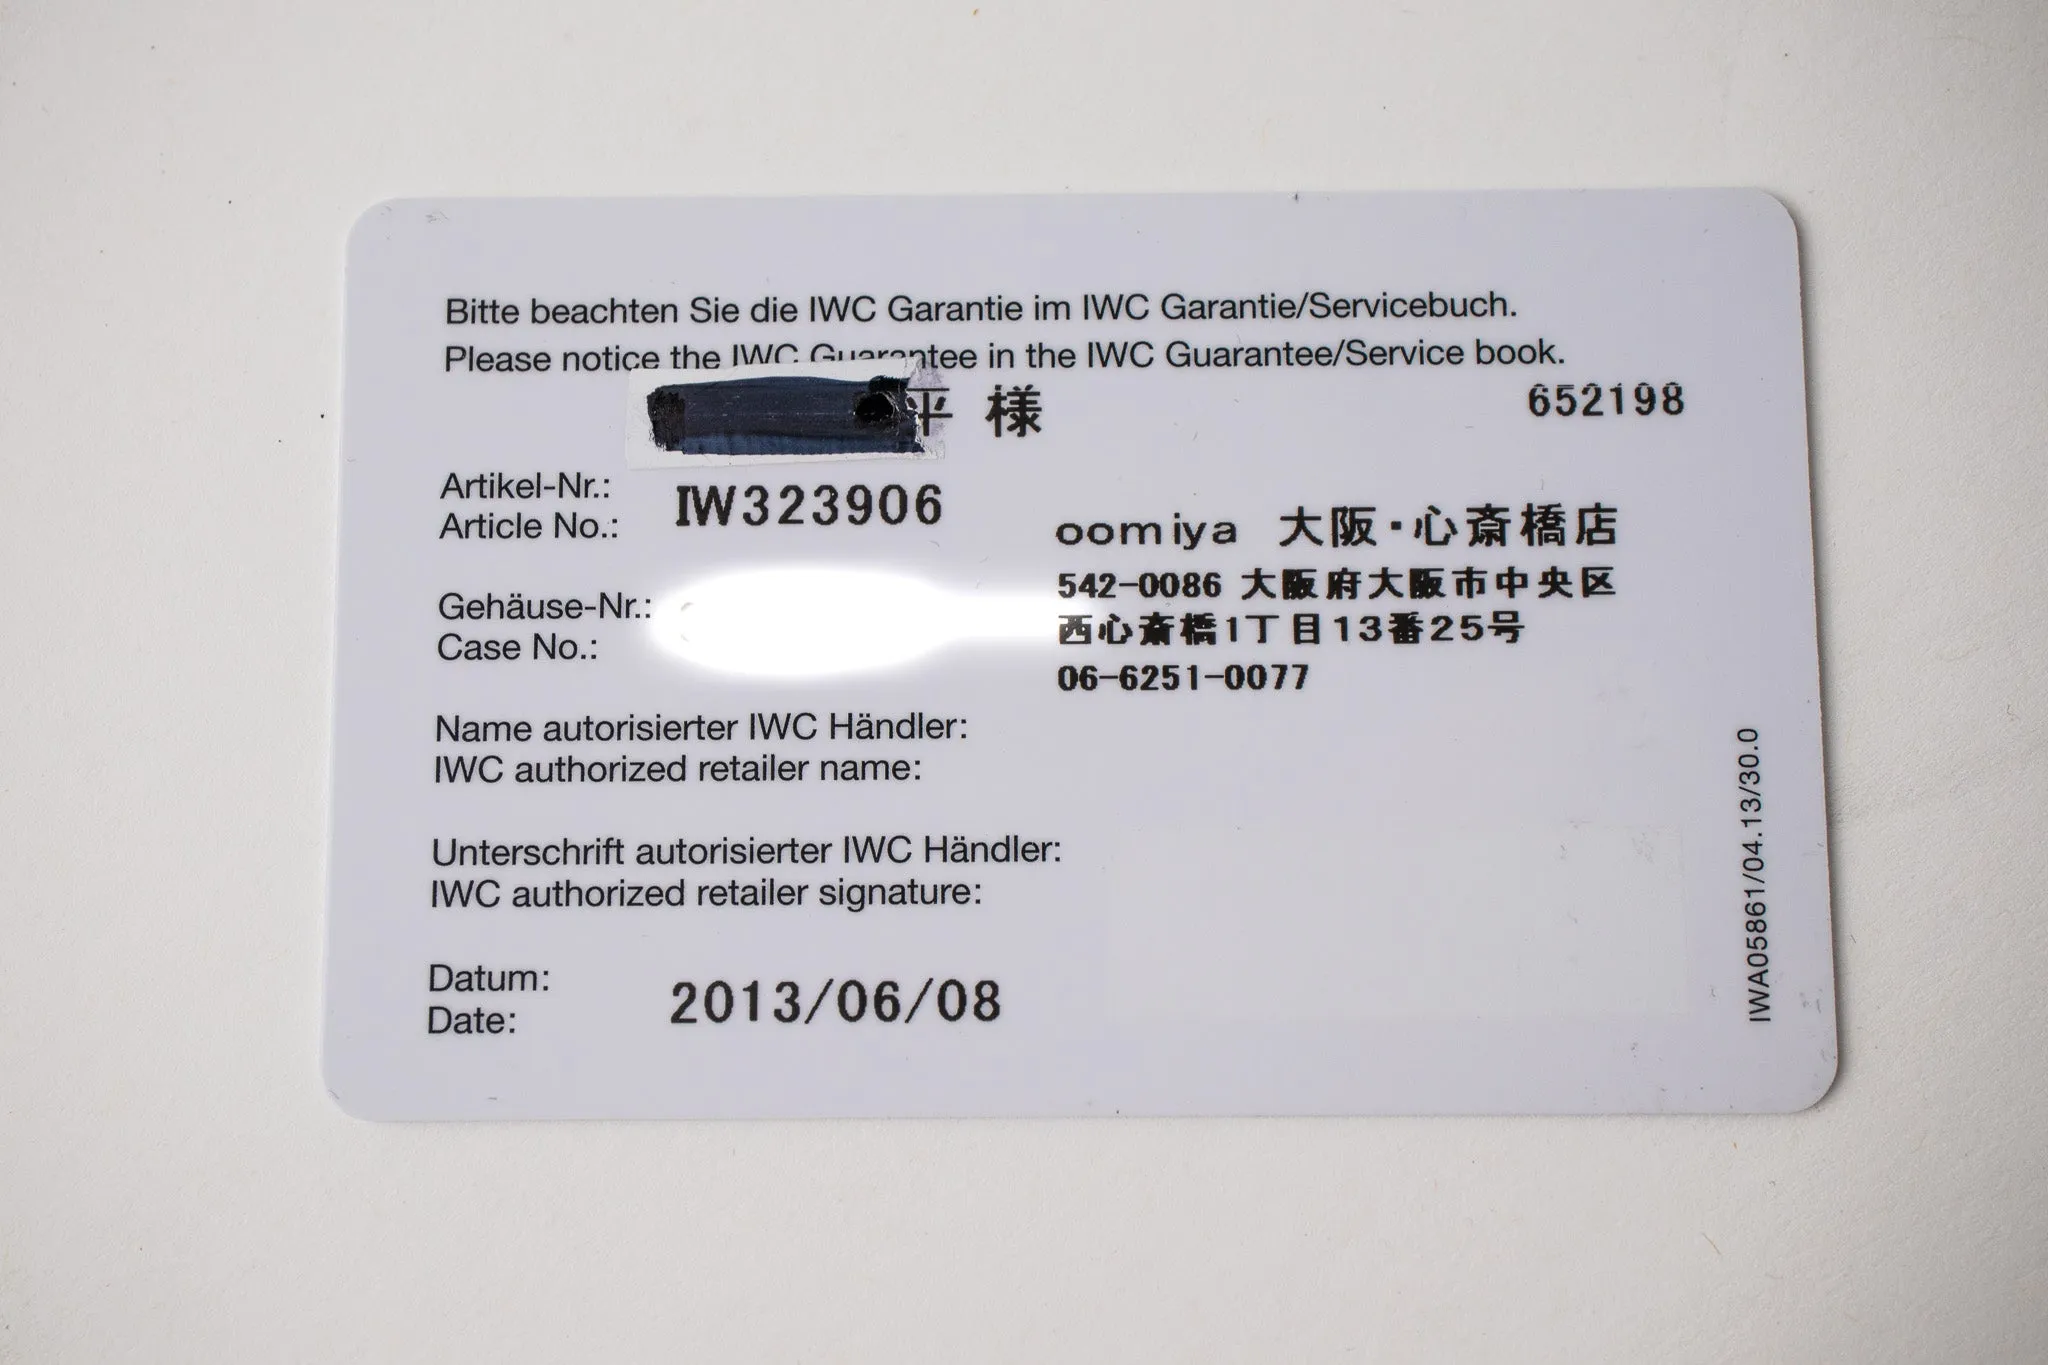 Bitte beachten Sie die IWC Garantie im IWC Garantie/Servicebuch.
Please notice the IWC Guarantee in the IWC Guarantee/Service book.
平 様
652198
Artikel-Nr.:
Article No.:
IW323906
oomiya 大阪・心斎橋店
542-0086 大阪府大阪市中央区
西心斎橋1丁目13番25号
06-6251-0077
Gehäuse-Nr.:
Case No.:
Name autorisierter IWC Händler:
IWC authorized retailer name:
Unterschrift autorisierter IWC Händler:
IWC authorized retailer signature:
Datum:
Date:
2013/06/08
IWA05861/04.13/30.0